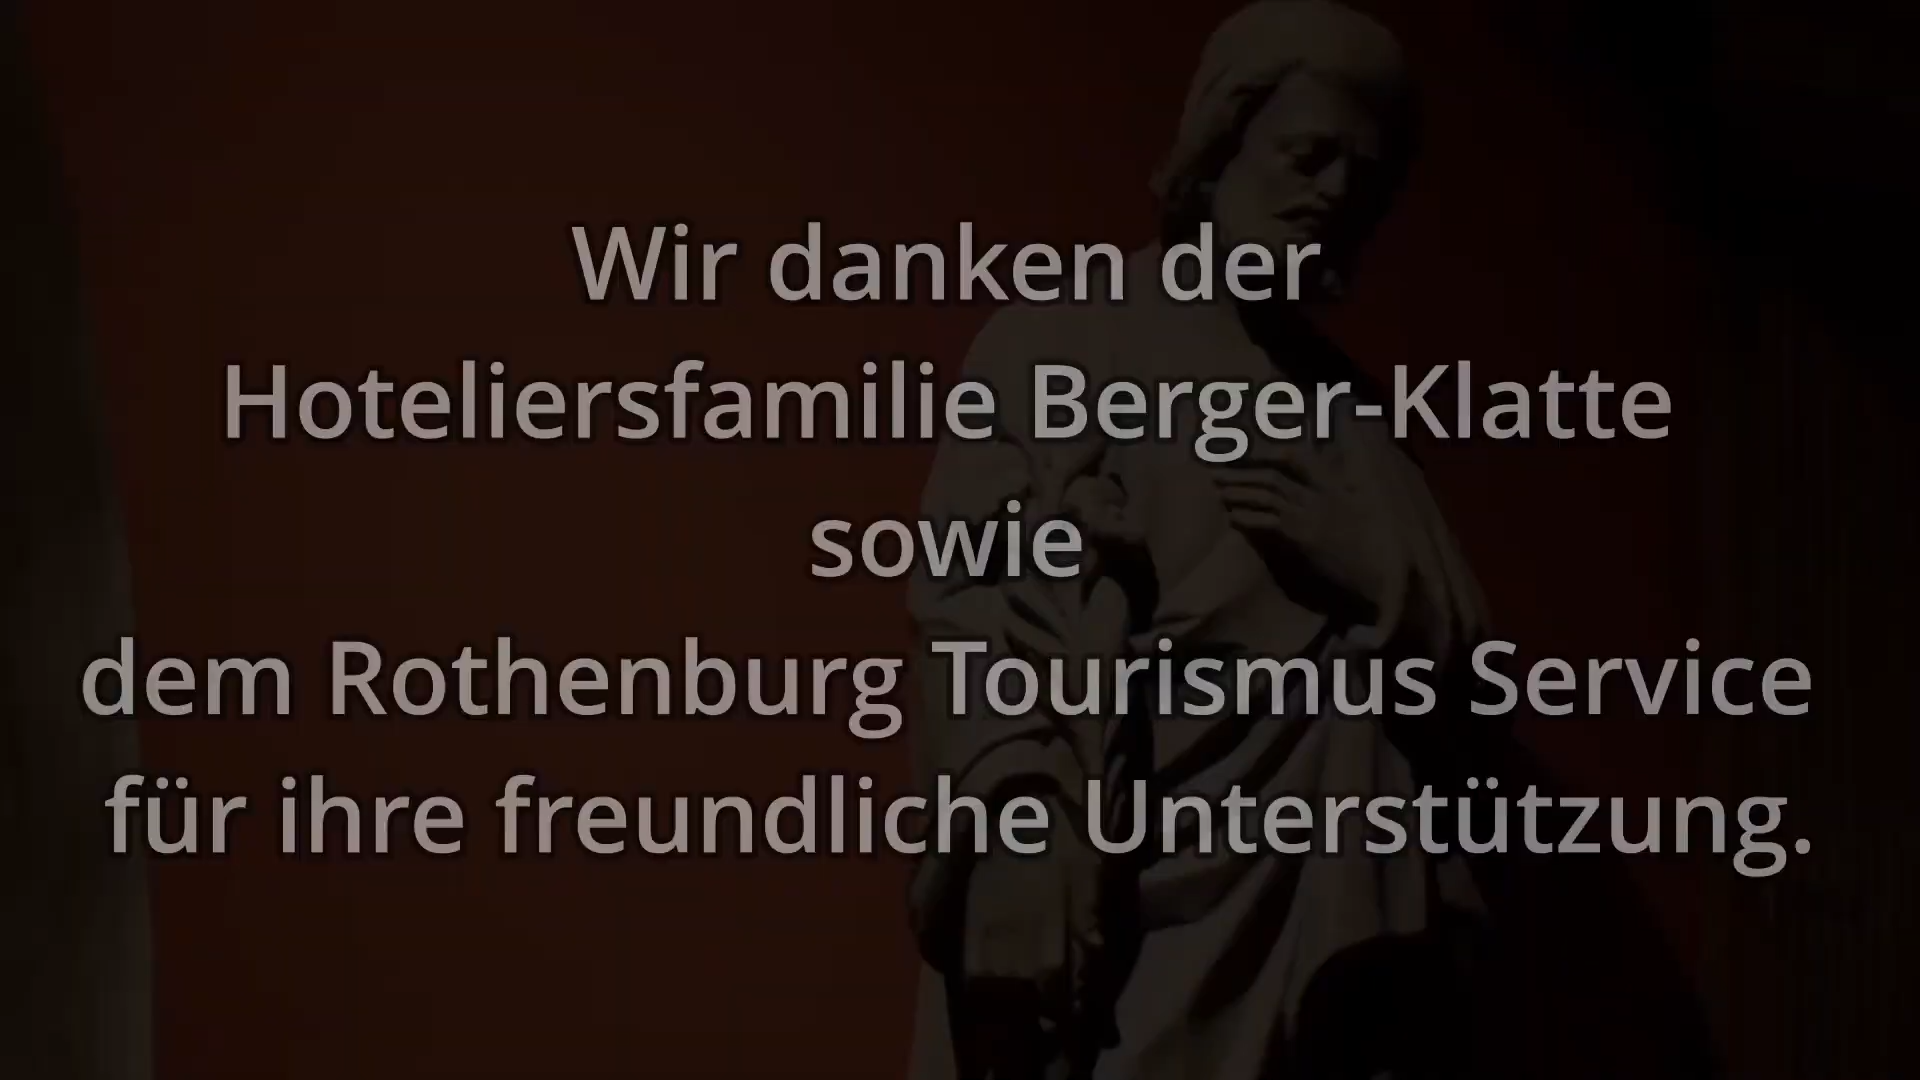 Wir danken der
Hoteliersfamilie Berger-Klatte
sowie
dem Rothenburg Tourismus Service
für ihre freundliche Unterstützung.